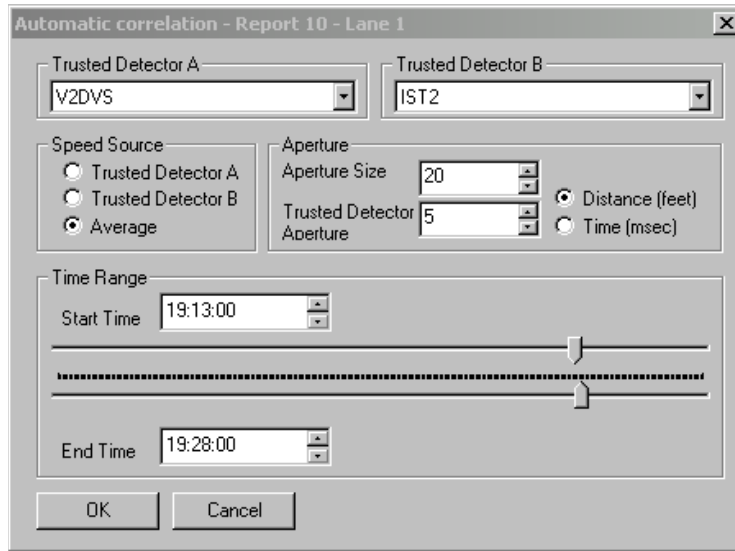 Automatic correlation - Report 10 - Lane 1
Trusted Detector A
V2DVS
Trusted Detector B
IST2
Speed Source
Trusted Detector A
Trusted Detector B
Average
Aperture
Aperture Size
20
Trusted Detector
Aperture
5
Distance (feet)
Time (msec)
Time Range
Start Time
19:13:00
End Time
19:28:00
OK
Cancel